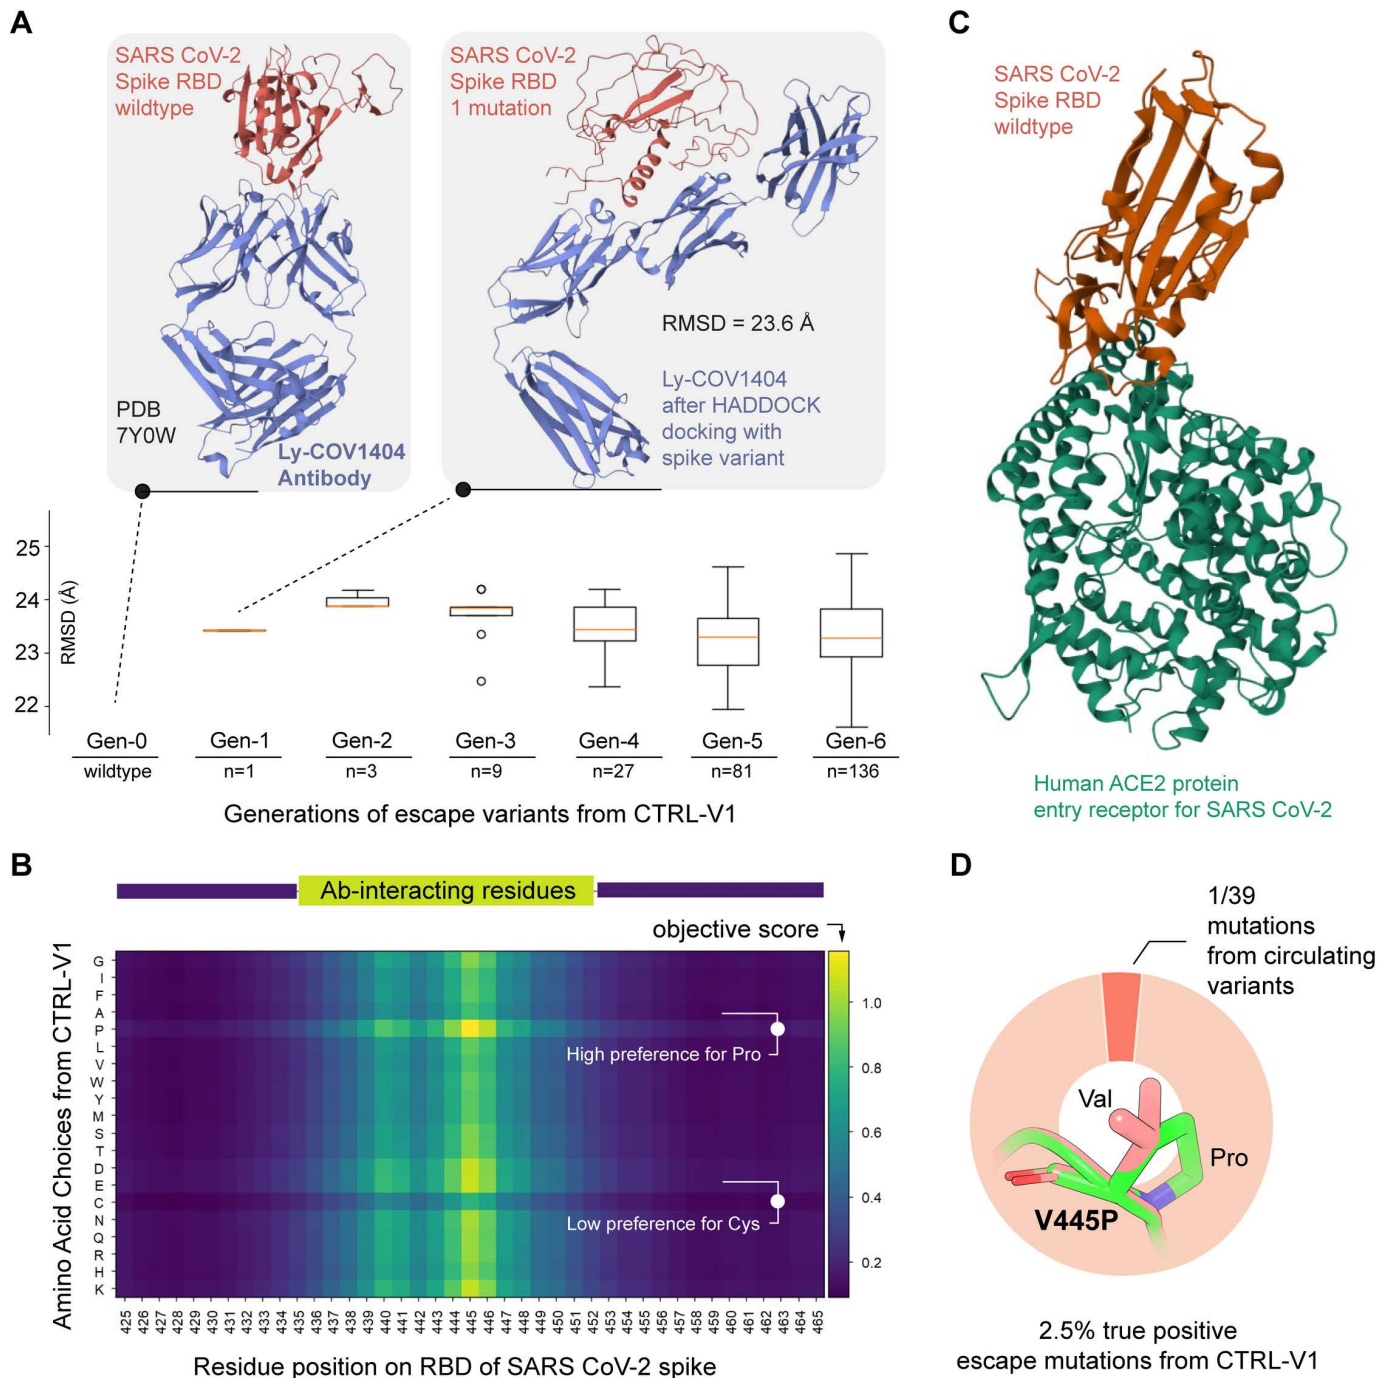 A
SARS CoV-2
Spike RBD
wildtype
PDB
7Y0W
Ly-COV1404
Antibody
SARS CoV-2
Spike RBD
1 mutation
RMSD = 23.6 Å
Ly-COV1404
after HADDOCK
docking with
spike variant
RMSD (Å)
25
24
23
22
Gen-0
wildtype
Gen-1
n=1
Gen-2
n=3
Gen-3
n=9
Gen-4
n=27
Gen-5
n=81
Gen-6
n=136
Generations of escape variants from CTRL-V1
C
SARS CoV-2
Spike RBD
wildtype
Human ACE2 protein
entry receptor for SARS CoV-2
B
Ab-interacting residues
objective score
Amino Acid Choices from CTRL-V1
G
I
F
A
P
L
V
W
Y
M
S
T
D
E
C
N
Q
R
H
K
High preference for Pro
Low preference for Cys
1.0
0.8
0.6
0.4
0.2
425 426 427 428 429 430 431 432 433 434 435 436 437 438 439 440 441 442 443 444 445 446 447 448 449 450 451 452 453 454 455 456 457 458 459 460 461 462 463 464 465
Residue position on RBD of SARS CoV-2 spike
D
1/39
mutations
from circulating
variants
Val
Pro
V445P
2.5% true positive
escape mutations from CTRL-V1